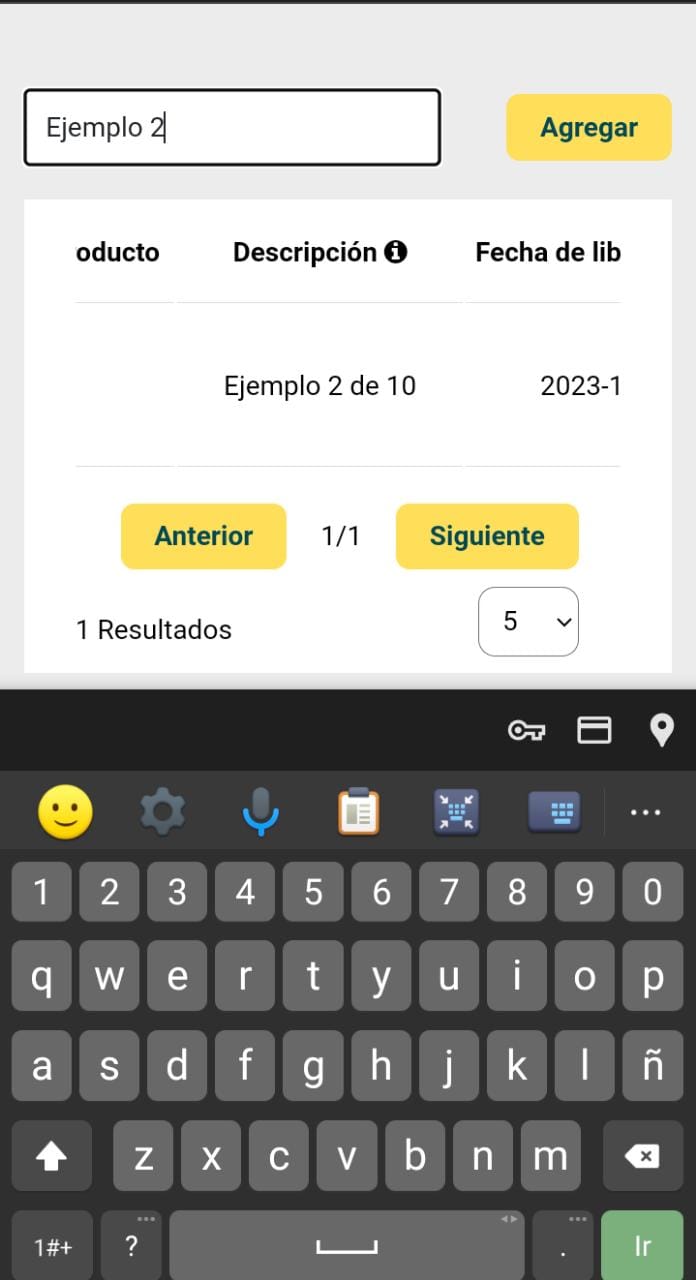 Ejemplo 2
Agregar
oducto Descripción Fecha de lib
Ejemplo 2 de 10 2023-1
Anterior 1/1 Siguiente
1 Resultados 5
1 2 3 4 5 6 7 8 9 0
q w e r t y u i o p
a s d f g h j k l ñ
z x c v b n m
1#+ ? . Ir